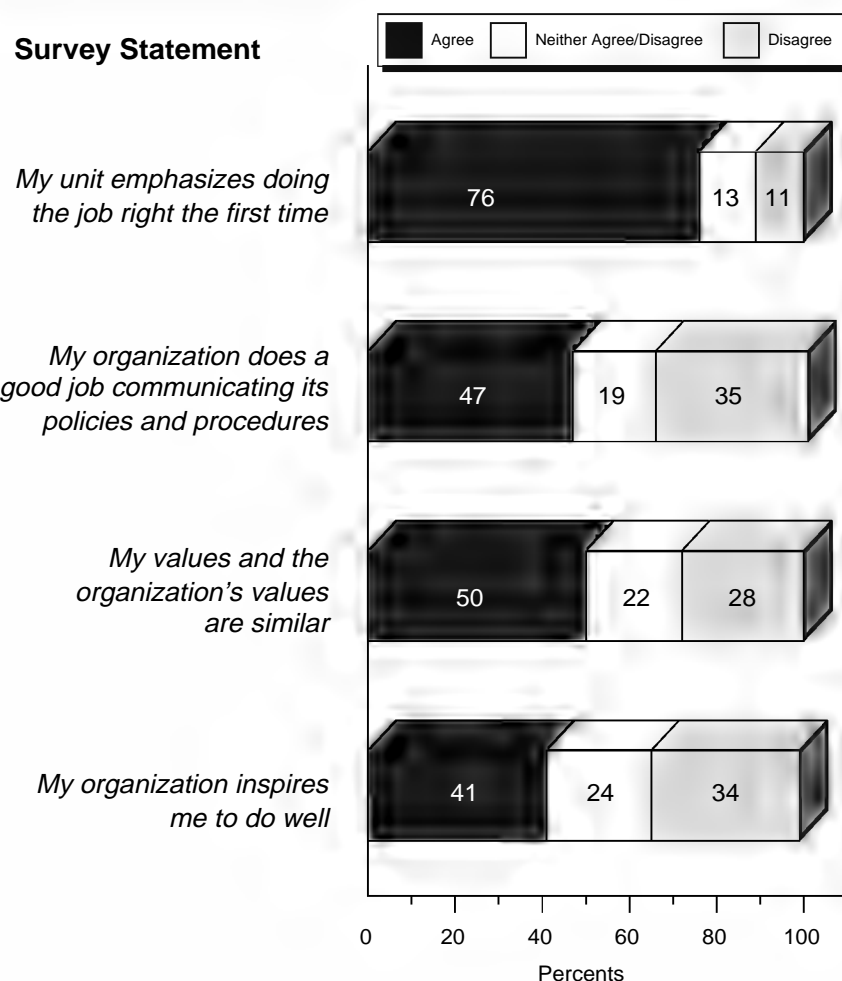 Survey Statement
Agree Neither Agree/Disagree Disagree
My unit emphasizes doing
the job right the first time
76 13 11
My organization does a
good job communicating its
policies and procedures
47 19 35
My values and the
organization’s values
are similar
50 22 28
My organization inspires
me to do well
41 24 34
0 20 40 60 80 100
Percents